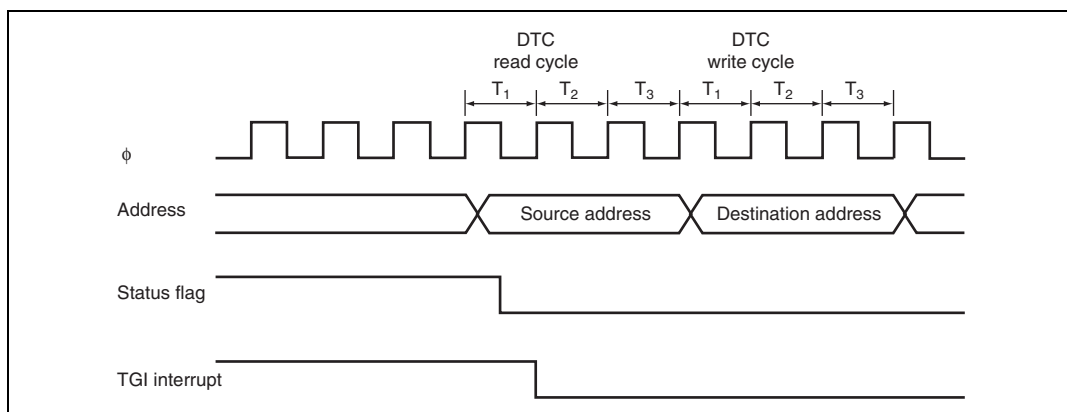 DTC DTC
read cycle write cycle
T1 T2 T3 T1 T2 T3
ϕ
Address Source address Destination address
Status flag
TGI interrupt